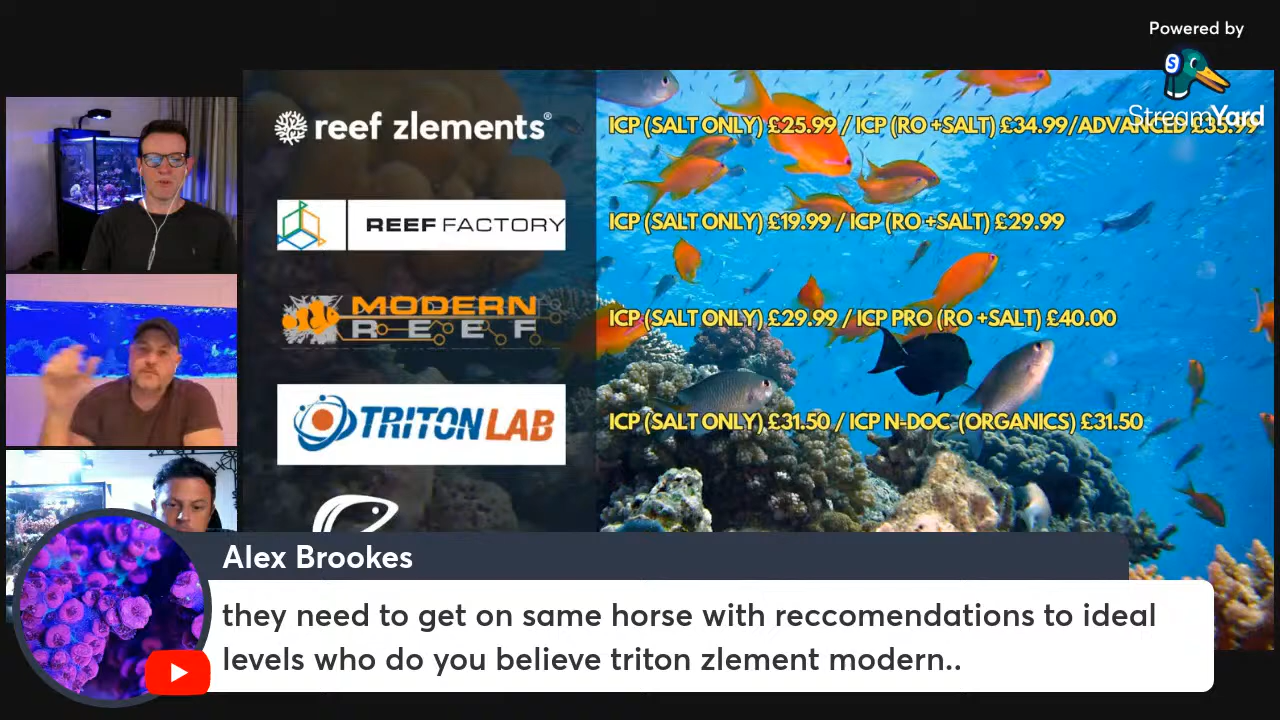 Powered by
StreamYard
reef zlements®
ICP (SALT ONLY) £25.99 / ICP (RO +SALT) £34.99/ADVANCED £35.99
REEF FACTORY
ICP (SALT ONLY) £19.99 / ICP (RO +SALT) £29.99
MODERN
REEF
ICP (SALT ONLY) £29.99 / ICP PRO (RO +SALT) £40.00
TRITON LAB
ICP (SALT ONLY) £31.50 / ICP N-DOC (ORGANICS) £31.50
Alex Brookes
they need to get on same horse with reccomendations to ideal
levels who do you believe triton zlement modern..